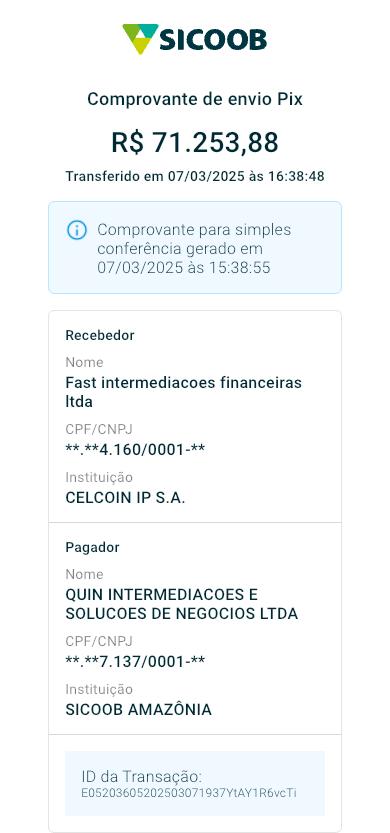 SICOOB
Comprovante de envio Pix
R$ 71.253,88
Transferido em 07/03/2025 às 16:38:48
Comprovante para simples
conferência gerado em
07/03/2025 às 15:38:55
Recebedor
Nome
Fast intermediacoes financeiras
ltda
CPF/CNPJ
**.**4.160/0001-**
Instituição
CELCOIN IP S.A.
Pagador
Nome
QUIN INTERMEDIACOES E
SOLUCOES DE NEGOCIOS LTDA
CPF/CNPJ
**.**7.137/0001-**
Instituição
SICOOB AMAZÔNIA
ID da Transação:
E05203605202503071937YtAY1R6vcTi